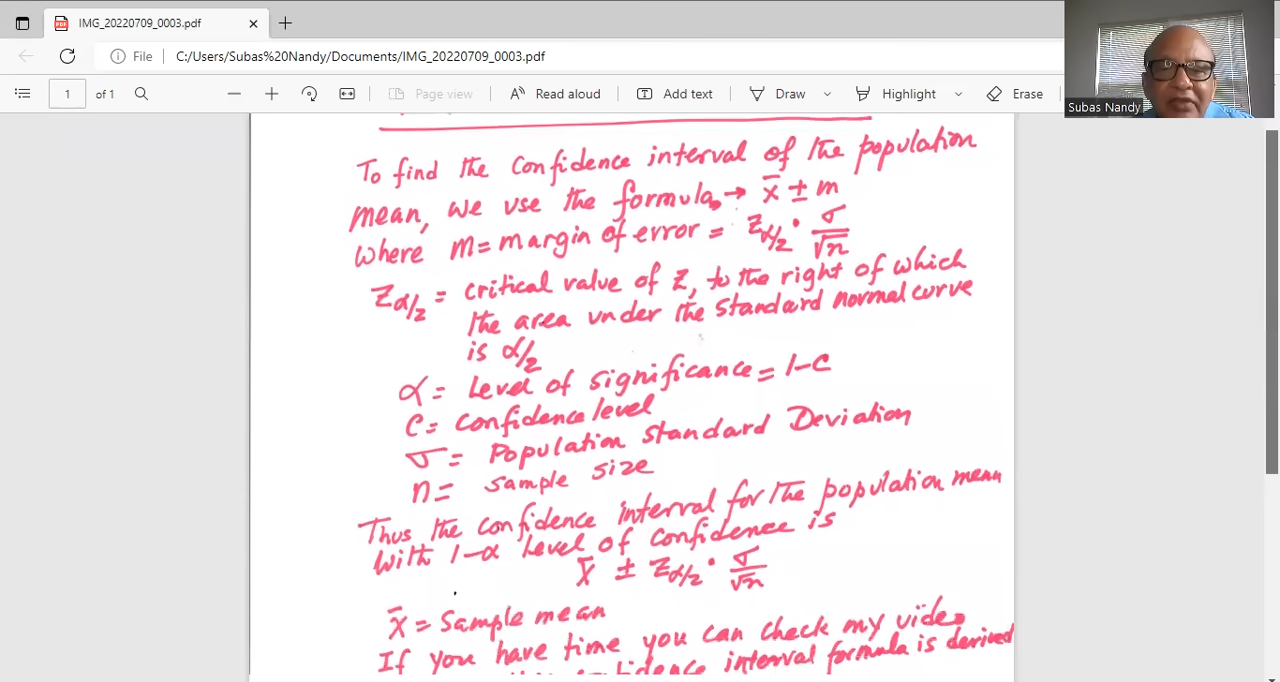 IMG_20220709_0003.pdf
File C:/Users/Subas%20Nandy/Documents/IMG_20220709_0003.pdf
1 of 1 Page view Read aloud Add text Draw Highlight Erase
Subas Nandy
To find the confidence interval of the population
mean, we use the formula → x̄ ± m
where m = margin of error = Zα/2 · σ/√n
Zα/2 = critical value of Z, to the right of which
the area under the standard normal curve
is α/2
α = Level of significance = 1-C
C = Confidence level
σ = Population Standard Deviation
n = sample size
Thus the confidence interval for the population mean
with 1-α level of confidence is
x̄ ± Zα/2 · σ/√n
x̄ = Sample mean
If you have time you can check my video
confidence interval formula is derived